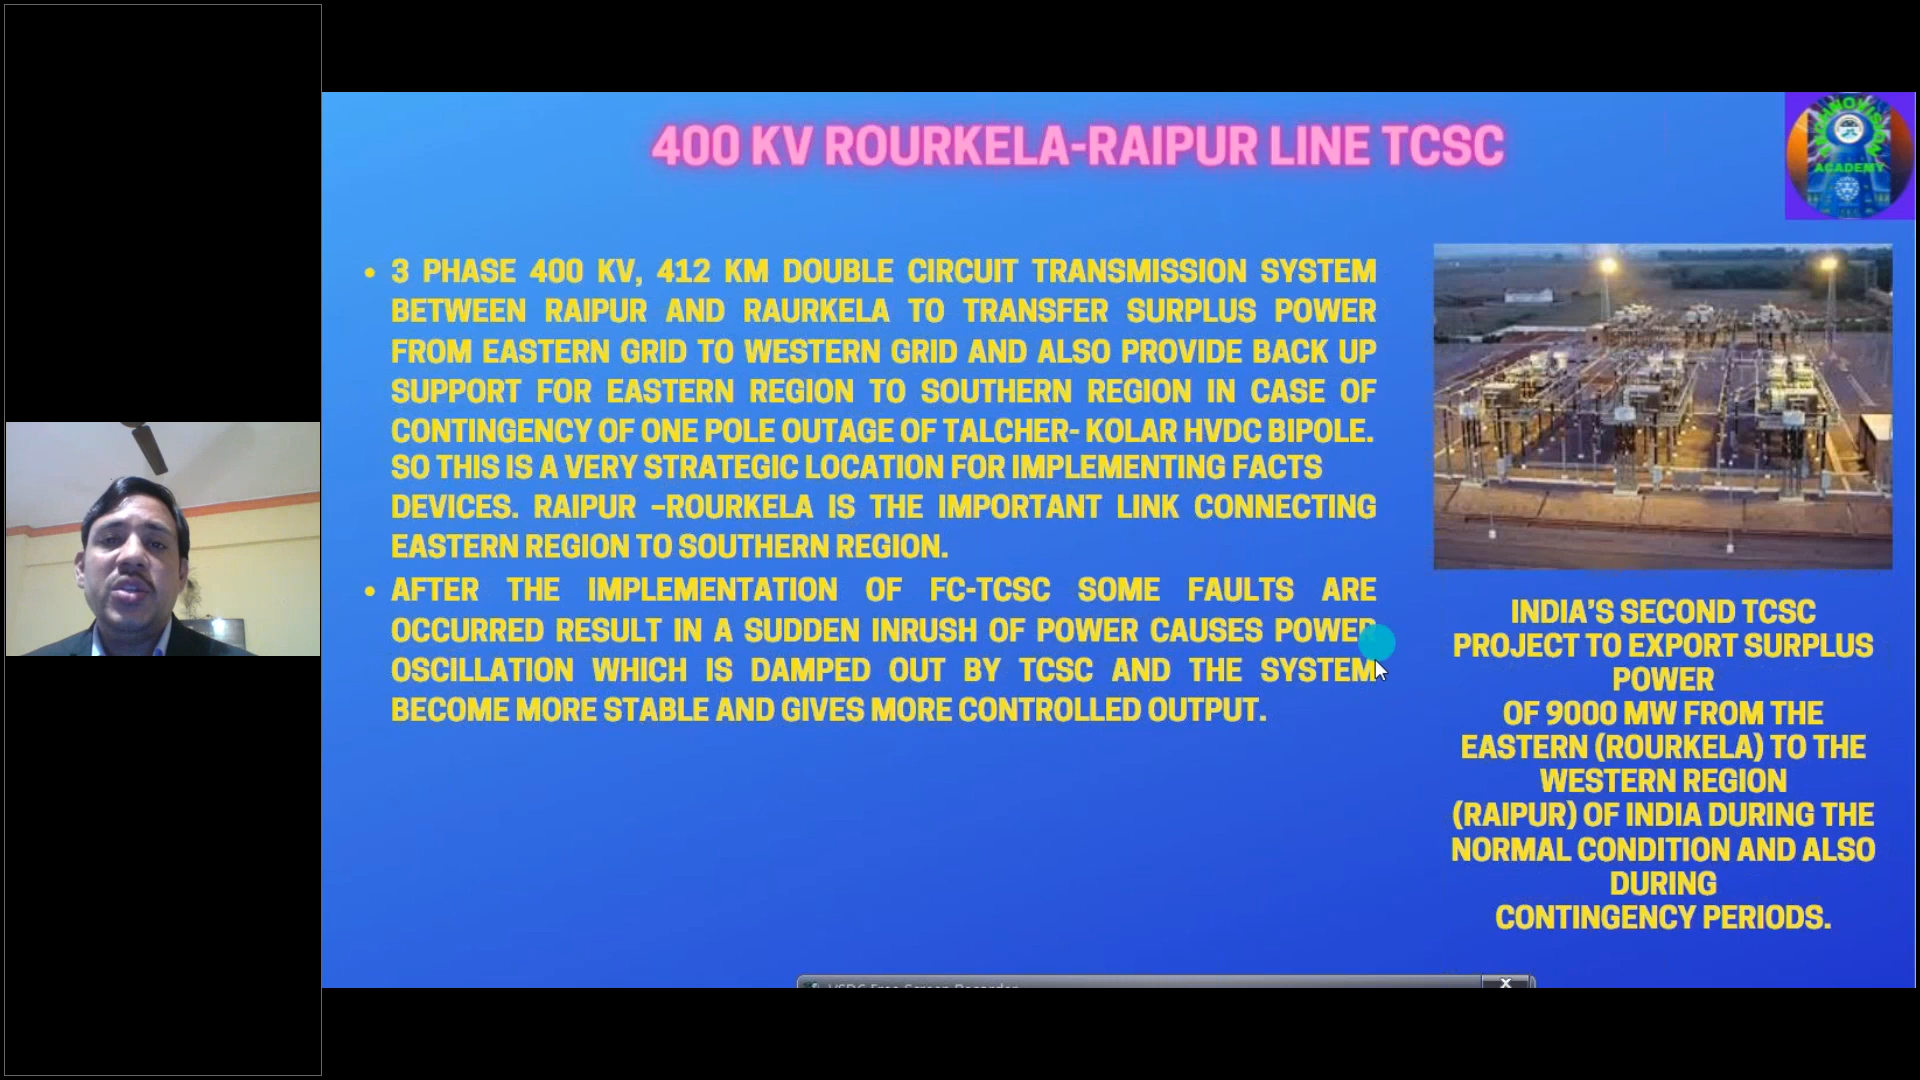 400 KV ROURKELA-RAIPUR LINE TCSC
ACADEMY
• 3 PHASE 400 KV, 412 KM DOUBLE CIRCUIT TRANSMISSION SYSTEM
BETWEEN RAIPUR AND RAURKELA TO TRANSFER SURPLUS POWER
FROM EASTERN GRID TO WESTERN GRID AND ALSO PROVIDE BACK UP
SUPPORT FOR EASTERN REGION TO SOUTHERN REGION IN CASE OF
CONTINGENCY OF ONE POLE OUTAGE OF TALCHER- KOLAR HVDC BIPOLE.
SO THIS IS A VERY STRATEGIC LOCATION FOR IMPLEMENTING FACTS
DEVICES. RAIPUR –ROURKELA IS THE IMPORTANT LINK CONNECTING
EASTERN REGION TO SOUTHERN REGION.
• AFTER THE IMPLEMENTATION OF FC-TCSC SOME FAULTS ARE
OCCURRED RESULT IN A SUDDEN INRUSH OF POWER CAUSES POWER
OSCILLATION WHICH IS DAMPED OUT BY TCSC AND THE SYSTEM
BECOME MORE STABLE AND GIVES MORE CONTROLLED OUTPUT.
INDIA'S SECOND TCSC
PROJECT TO EXPORT SURPLUS
POWER
OF 9000 MW FROM THE
EASTERN (ROURKELA) TO THE
WESTERN REGION
(RAIPUR) OF INDIA DURING THE
NORMAL CONDITION AND ALSO
DURING
CONTINGENCY PERIODS.
VSDC Free Screen Recorder